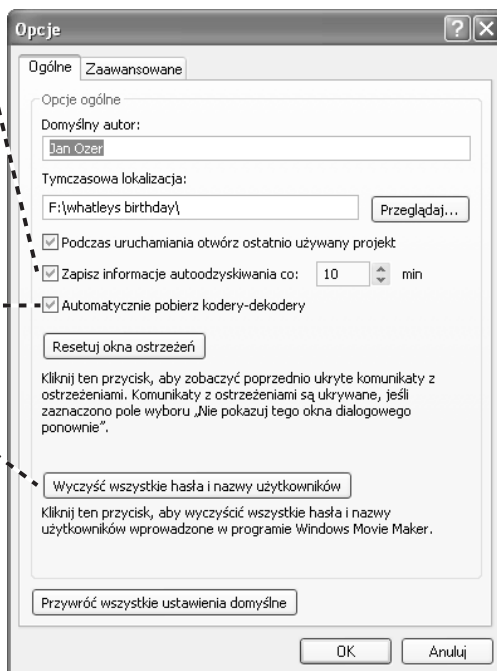 Opcje
Ogólne
Zaawansowane
Opcje ogólne
Domyślny autor:
Jan Ozer
Tymczasowa lokalizacja:
F:\whatleys birthday\
Przeglądaj...
Podczas uruchamiania otwórz ostatnio używany projekt
Zapisz informacje autoodzyskiwania co: 10 min
Automatycznie pobierz kodery-dekodery
Resetuj okna ostrzeżeń
Kliknij ten przycisk, aby zobaczyć poprzednio ukryte komunikaty z
ostrzeżeniami. Komunikaty z ostrzeżeniami są ukrywane, jeśli
zaznaczono pole wyboru „Nie pokazuj tego okna dialogowego
ponownie”.
Wyczyść wszystkie hasła i nazwy użytkowników
Kliknij ten przycisk, aby wyczyścić wszystkie hasła i nazwy
użytkowników wprowadzone w programie Windows Movie Maker.
Przywróć wszystkie ustawienia domyślne
OK
Anuluj